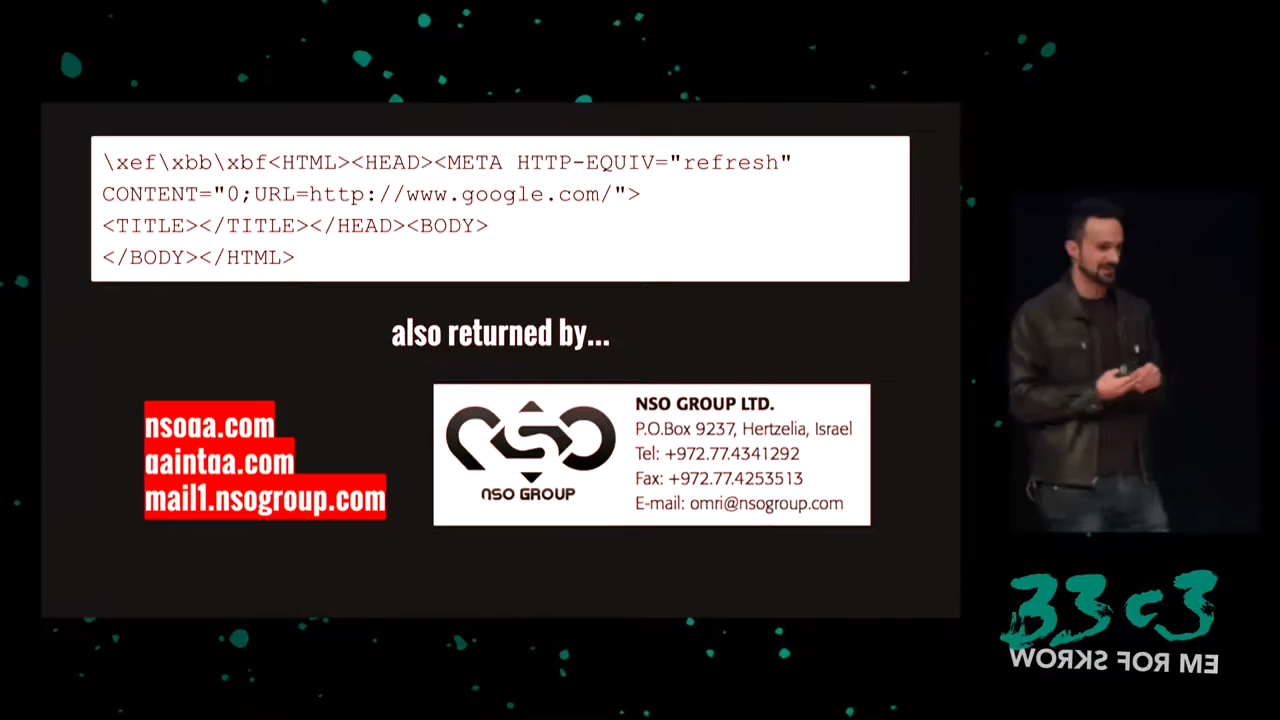 \xef\xbb\xbf<HTML><HEAD><META HTTP-EQUIV="refresh"
CONTENT="0;URL=http://www.google.com/">
<TITLE></TITLE></HEAD><BODY>
</BODY></HTML>
also returned by...
nsoqa.com
qaintqa.com
mail1.nsogroup.com
NSO GROUP
NSO GROUP LTD.
P.O.Box 9237, Hertzelia, Israel
Tel: +972.77.4341292
Fax: +972.77.4253513
E-mail: omri@nsogroup.com
33c3
WORKS FOR ME